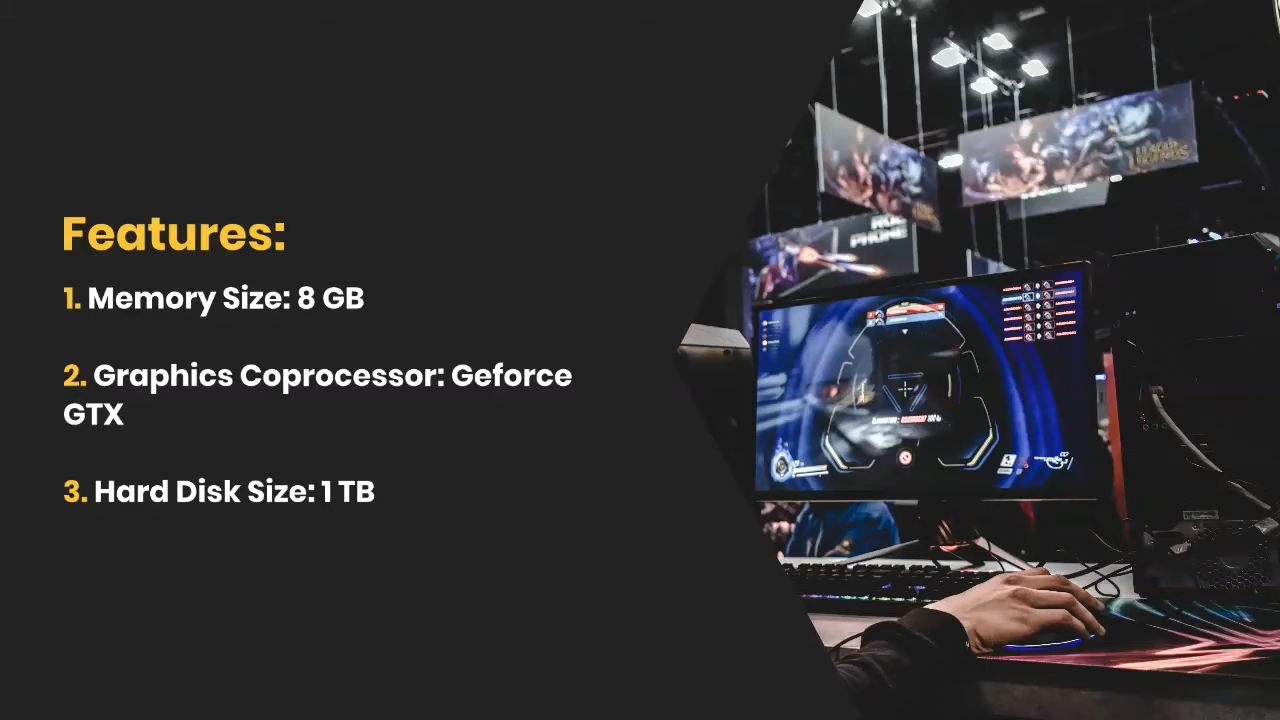 Features:
1. Memory Size: 8 GB
2. Graphics Coprocessor: Geforce
GTX
3. Hard Disk Size: 1 TB
LEAGUE
LEGENDS
PHONE